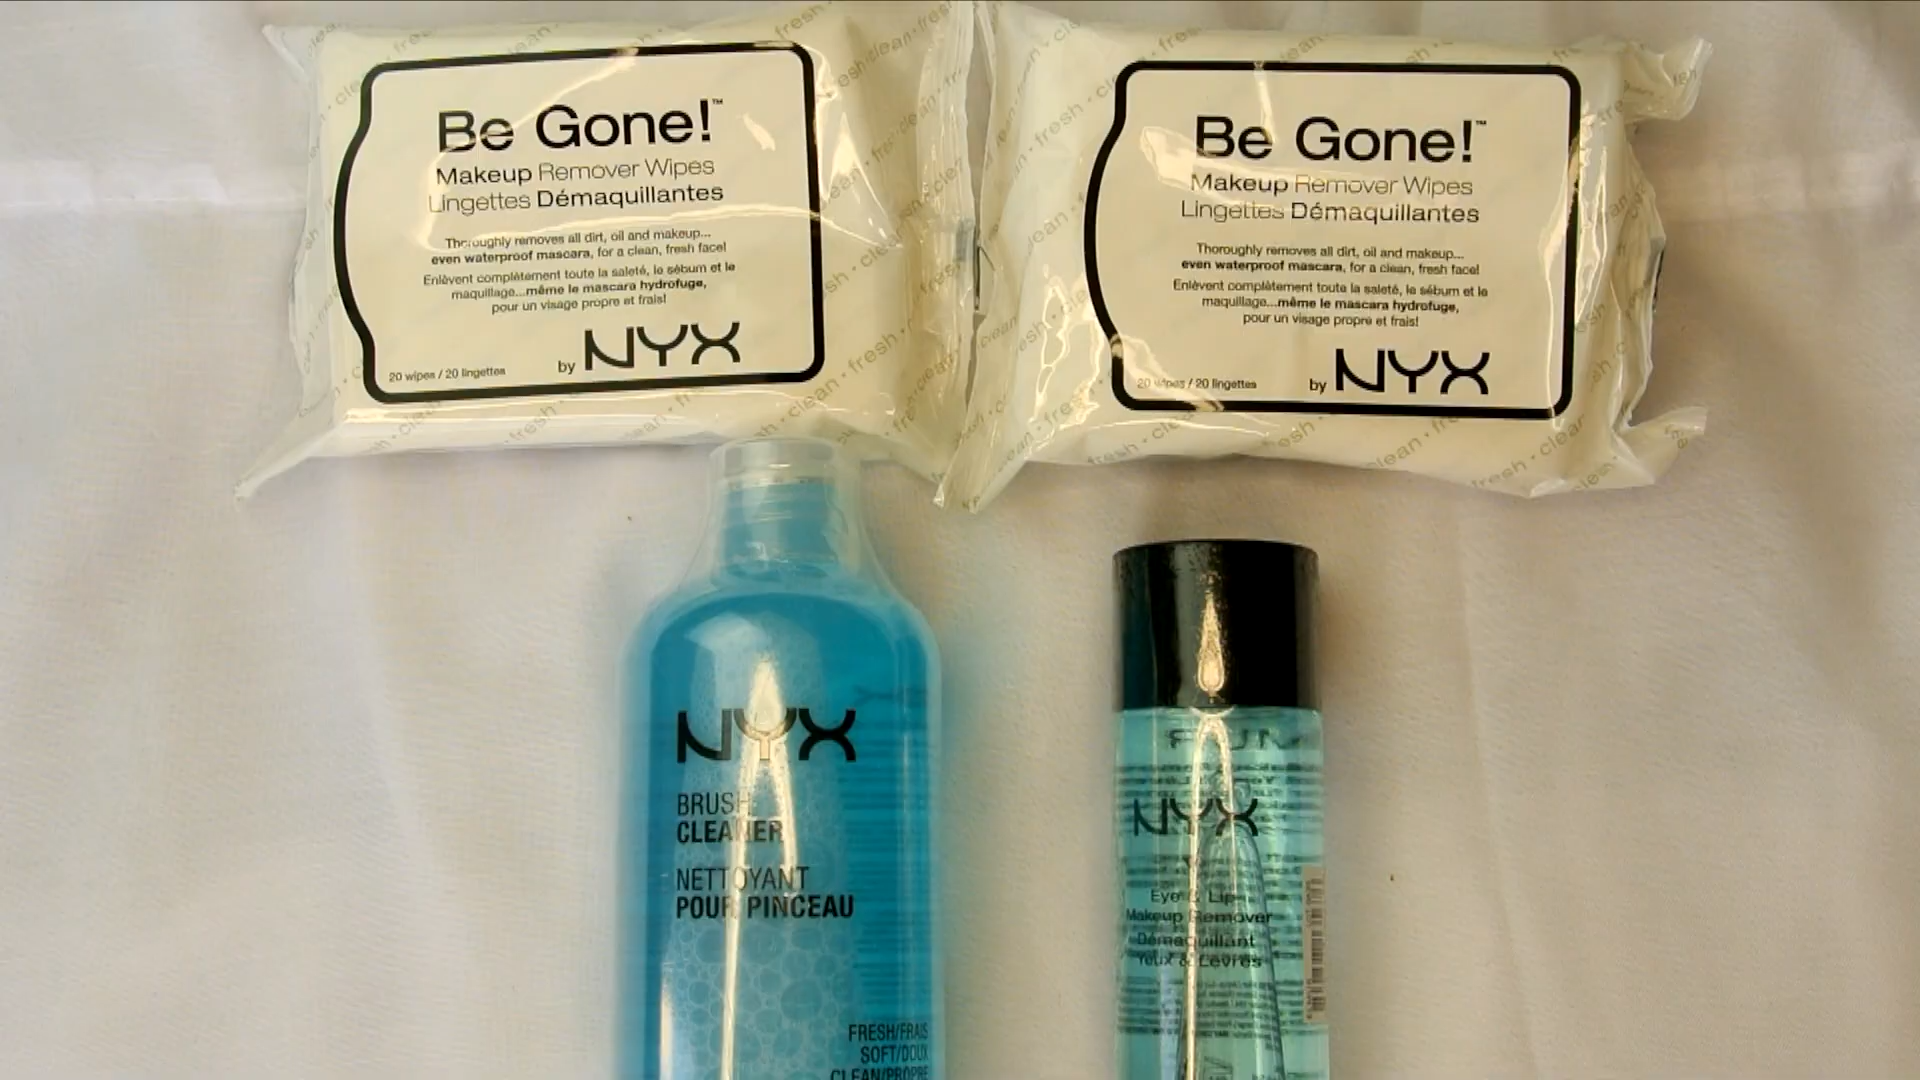 Be Gone!™
Makeup Remover Wipes
Lingettes Démaquillantes
Thoroughly removes all dirt, oil and makeup...
even waterproof mascara, for a clean, fresh face!
Enlèvent complètement toute la saleté, le sébum et le
maquillage...même le mascara hydrofuge,
pour un visage propre et frais!
20 wipes / 20 lingettes
by NYX
Be Gone!™
Makeup Remover Wipes
Lingettes Démaquillantes
Thoroughly removes all dirt, oil and makeup...
even waterproof mascara, for a clean, fresh face!
Enlèvent complètement toute la saleté, le sébum et le
maquillage...même le mascara hydrofuge,
pour un visage propre et frais!
20 wipes / 20 lingettes
by NYX
NYX
BRUSH
CLEANER
NETTOYANT
POUR PINCEAU
FRESH/FRAIS
SOFT/DOUX
CLEAN/PROPRE
NYX
Eye & Lip
Makeup Remover
Démaquillant
Yeux & Lèvres